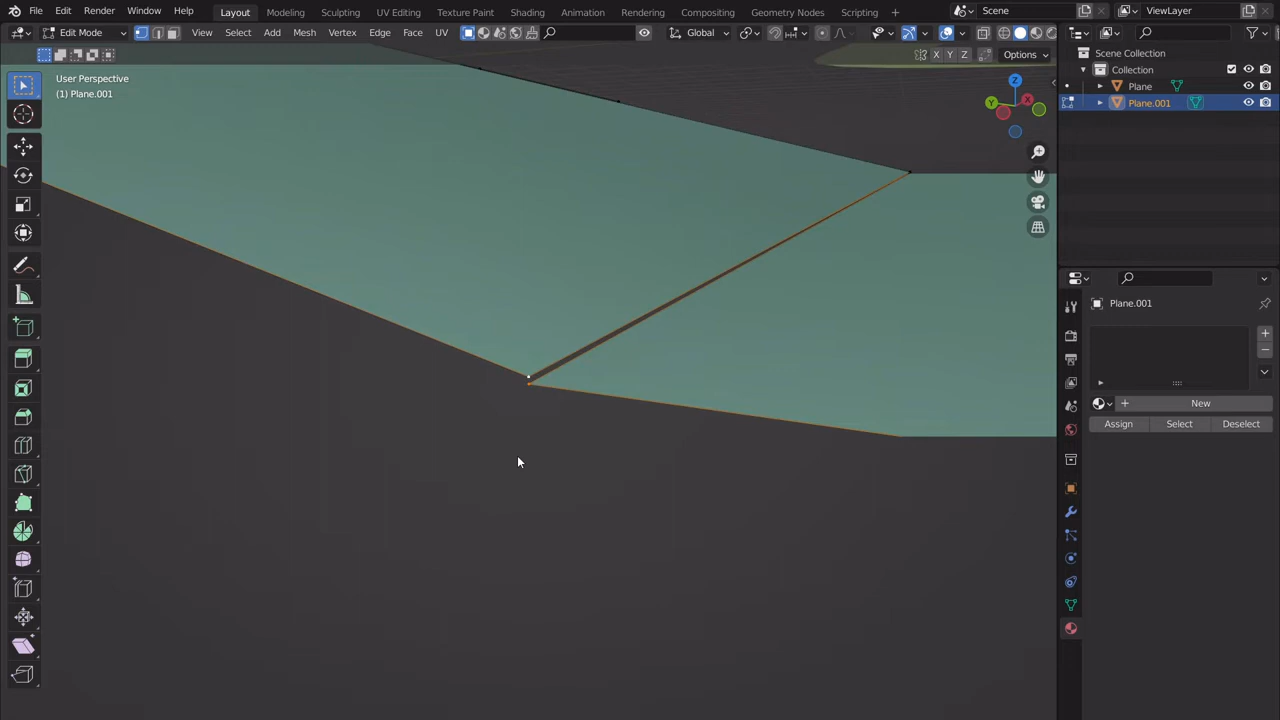 File Edit Render Window Help Layout Modeling Sculpting UV Editing Texture Paint Shading Animation Rendering Compositing Geometry Nodes Scripting + Scene ViewLayer
Edit Mode View Select Add Mesh Vertex Edge Face UV Global
X Y Z Options
User Perspective
(1) Plane.001
Z
Y X
Scene Collection
Collection
Plane
Plane.001
Plane.001
New
Assign Select Deselect